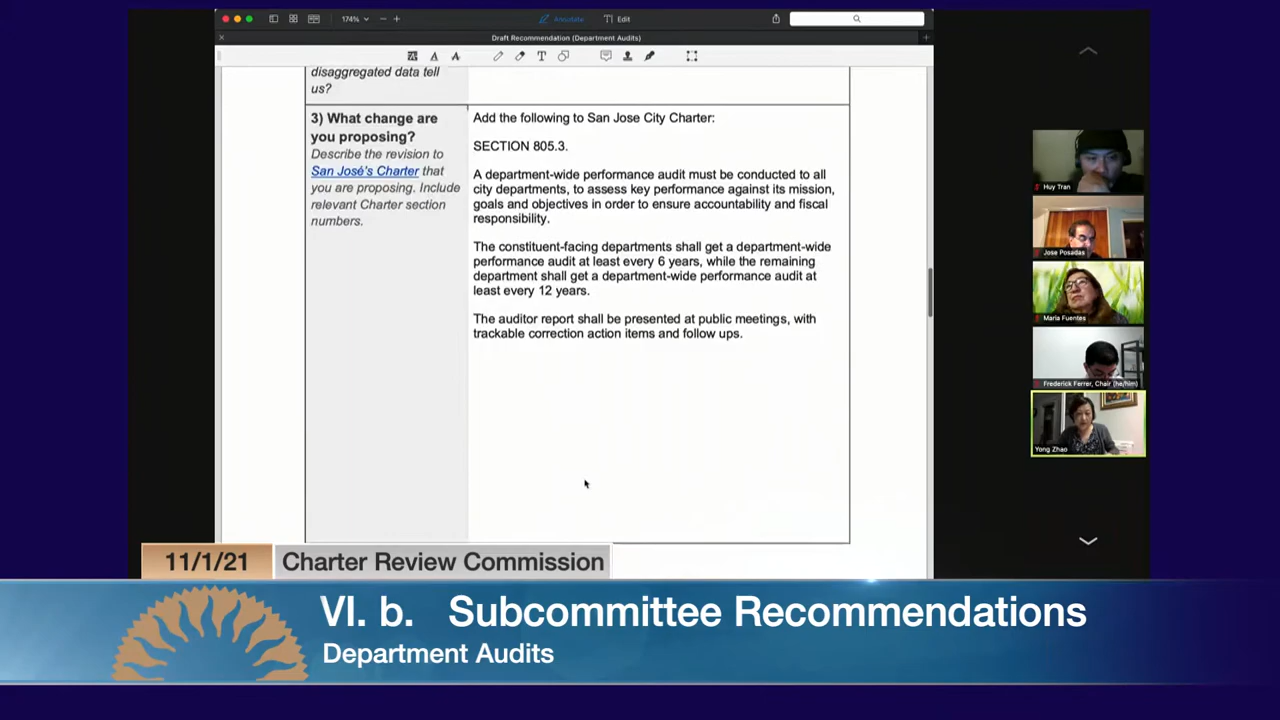 174%
Annotate
Edit
Draft Recommendation (Department Audits)
disaggregated data tell
us?
3) What change are
you proposing?
Describe the revision to
San José's Charter that
you are proposing. Include
relevant Charter section
numbers.
Add the following to San Jose City Charter:
SECTION 805.3.
A department-wide performance audit must be conducted to all
city departments, to assess key performance against its mission,
goals and objectives in order to ensure accountability and fiscal
responsibility.
The constituent-facing departments shall get a department-wide
performance audit at least every 6 years, while the remaining
department shall get a department-wide performance audit at
least every 12 years.
The auditor report shall be presented at public meetings, with
trackable correction action items and follow ups.
Huy Tran
Jose Posadas
Maria Fuentes
Frederick Ferrer, Chair (he/him)
Yong Zhao
11/1/21
Charter Review Commission
VI. b. Subcommittee Recommendations
Department Audits